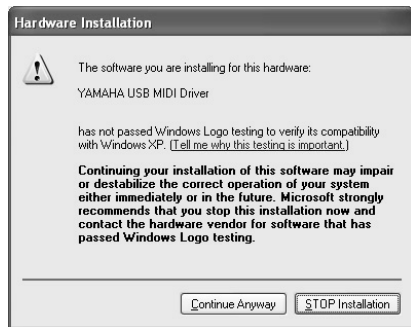 Hardware Installation
The software you are installing for this hardware:
YAMAHA USB MIDI Driver
has not passed Windows Logo testing to verify its compatibility
with Windows XP. (Tell me why this testing is important.)
Continuing your installation of this software may impair
or destabilize the correct operation of your system
either immediately or in the future. Microsoft strongly
recommends that you stop this installation now and
contact the hardware vendor for software that has
passed Windows Logo testing.
Continue Anyway
STOP Installation